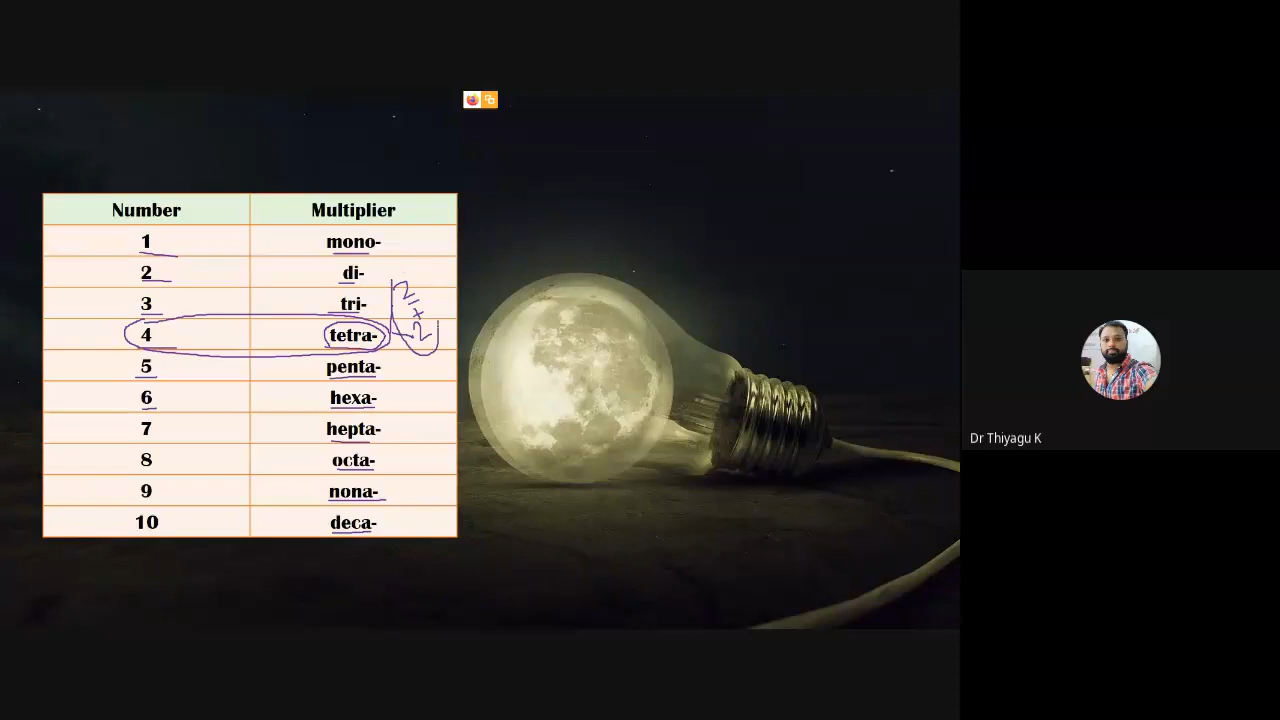 Number Multiplier
1 mono-
2 di-
3 tri-
4 tetra-
5 penta-
6 hexa-
7 hepta-
8 octa-
9 nona-
10 deca-
Dr Thiyagu K